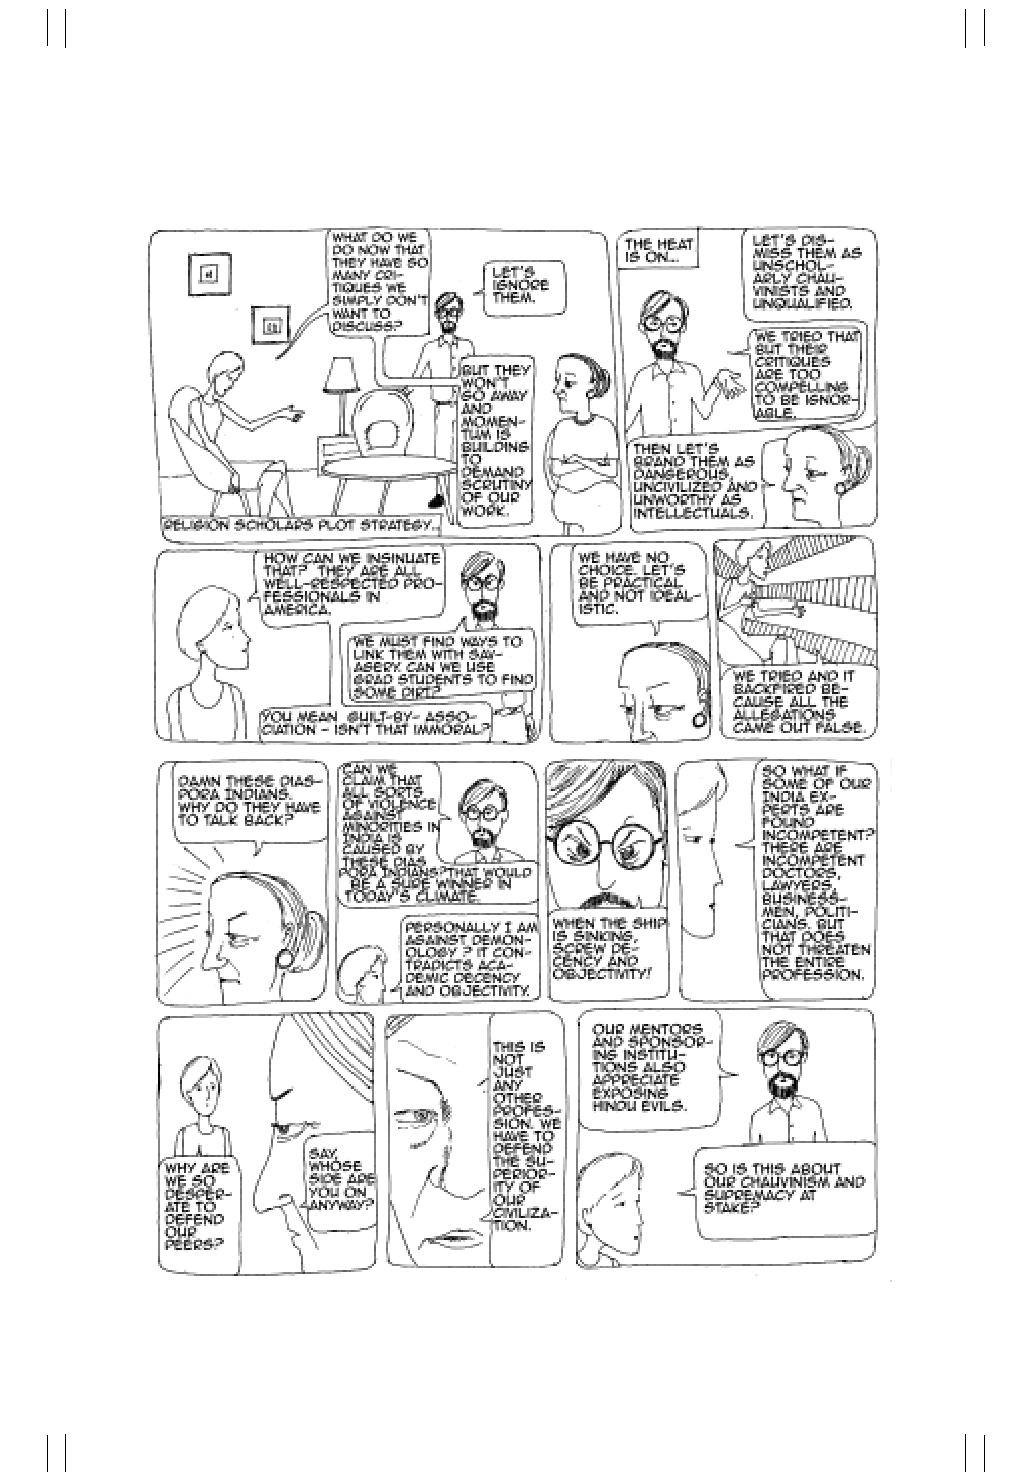 WHAT DO WE
DO NOW THAT
THEY HAVE SO
MANY CRI-
TIQUES WE
SIMPLY DON'T
WANT TO
DISCUSS?
LET'S
IGNORE
THEM.
BUT THEY
WON'T
GO AWAY
AND
MOMEN-
TUM IS
BUILDING
TO
DEMAND
SCRUTINY
OF OUR
WORK.
RELIGION SCHOLARS PLOT STRATEGY...
THE HEAT
IS ON...
LET'S DIS-
MISS THEM AS
UNSCHOL-
ARLY CHAU-
VINISTS AND
UNQUALIFIED.
WE TRIED THAT
BUT THEIR
CRITIQUES
ARE TOO
COMPELLING
TO BE IGNOR-
ABLE.
THEN LET'S
BRAND THEM AS
DANGEROUS,
UNCIVILIZED AND
UNWORTHY AS
INTELLECTUALS.
HOW CAN WE INSINUATE
THAT? THEY ARE ALL
WELL-RESPECTED PRO-
FESSIONALS IN
AMERICA.
WE MUST FIND WAYS TO
LINK THEM WITH SAV-
AGERY. CAN WE USE
GRAD STUDENTS TO FIND
SOME DIRT?
YOU MEAN GUILT-BY- ASSO-
CIATION - ISN'T THAT IMMORAL?
WE HAVE NO
CHOICE. LET'S
BE PRACTICAL
AND NOT IDEAL-
ISTIC.
WE TRIED AND IT
BACKFIRED BE-
CAUSE ALL THE
ALLEGATIONS
CAME OUT FALSE.
DAMN THESE DIAS-
PORA INDIANS.
WHY DO THEY HAVE
TO TALK BACK?
CAN WE
CLAIM THAT
ALL SORTS
OF VIOLENCE
AGAINST
MINORITIES IN
INDIA IS
CAUSED BY
THESE DIAS
PORA INDIANS? THAT WOULD
BE A SURE WINNER IN
TODAY'S CLIMATE.
PERSONALLY I AM
AGAINST DEMON-
OLOGY ? IT CON-
TRADICTS ACA-
DEMIC DECENCY
AND OBJECTIVITY.
WHEN THE SHIP
IS SINKING,
SCREW DE-
CENCY AND
OBJECTIVITY!
SO WHAT IF
SOME OF OUR
INDIA EX-
PERTS ARE
FOUND
INCOMPETENT?
THERE ARE
INCOMPETENT
DOCTORS,
LAWYERS,
BUSINESS-
MEN, POLITI-
CIANS. BUT
THAT DOES
NOT THREATEN
THE ENTIRE
PROFESSION.
WHY ARE
WE SO
DESPER-
ATE TO
DEFEND
OUR
PEERS?
SAY,
WHOSE
SIDE ARE
YOU ON
ANYWAY?
THIS IS
NOT
JUST
ANY
OTHER
PROFES-
SION. WE
HAVE TO
DEFEND
THE SU-
PERIOR-
ITY OF
OUR
CIVILIZA-
TION.
OUR MENTORS
AND SPONSOR-
ING INSTITU-
TIONS ALSO
APPRECIATE
EXPOSING
HINDU EVILS.
SO IS THIS ABOUT
OUR CHAUVINISM AND
SUPREMACY AT
STAKE?